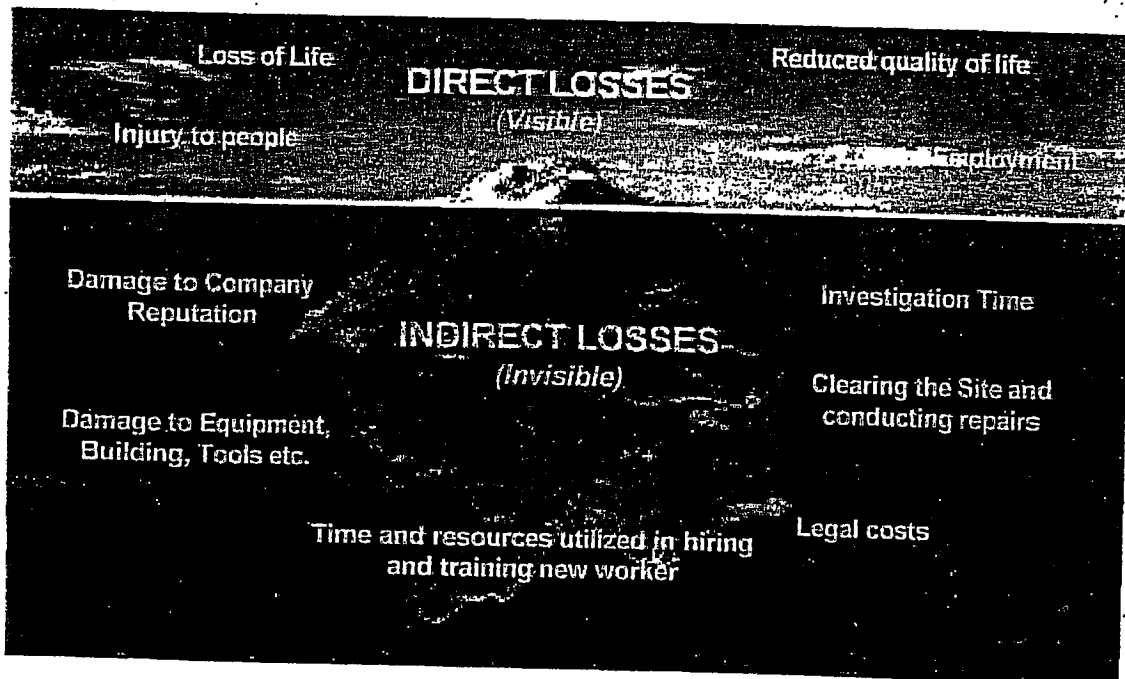 Loss of Life
DIRECT LOSSES
(Visible)
Reduced quality of life
Injury to people
Employment
Damage to Company
Reputation
INDIRECT LOSSES
(Invisible)
Investigation Time
Clearing the Site and
conducting repairs
Damage to Equipment,
Building, Tools etc.
Time and resources utilized in hiring
and training new worker
Legal costs